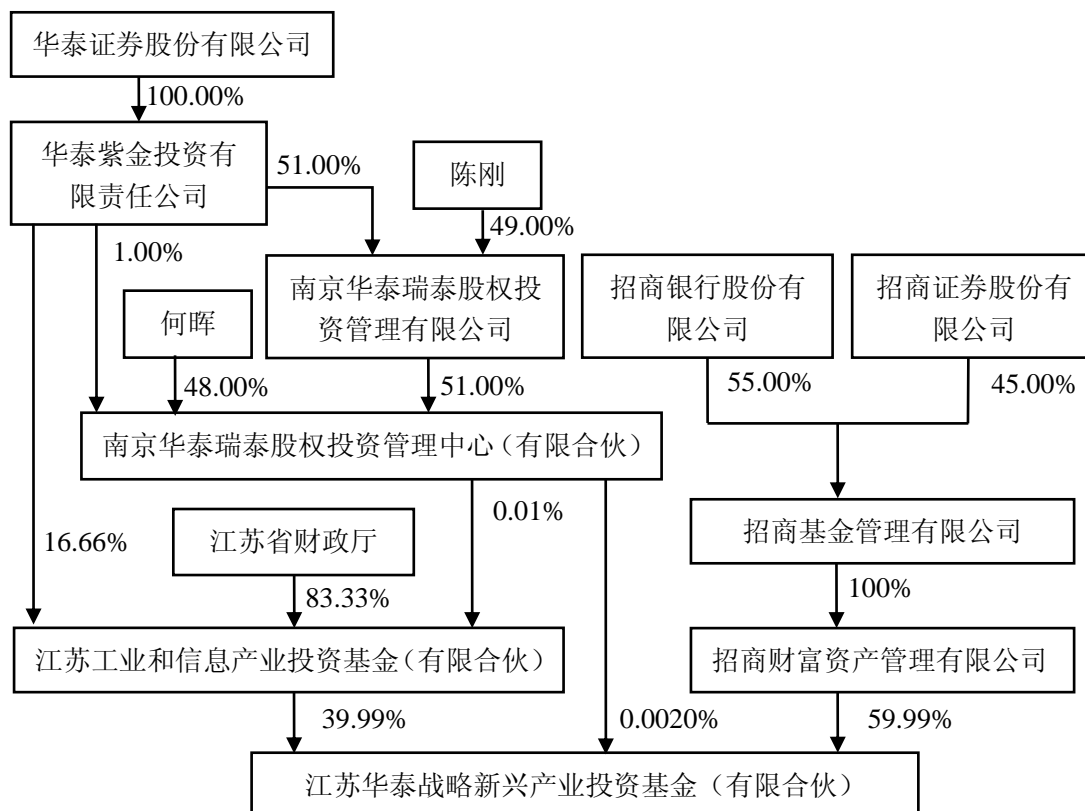 华泰证券股份有限公司
100.00%
华泰紫金投资有
限责任公司
51.00%
陈刚
49.00%
1.00%
南京华泰瑞泰股权投
资管理有限公司
招商银行股份有
限公司
招商证券股份有
限公司
何晖
48.00%
51.00%
55.00%
45.00%
南京华泰瑞泰股权投资管理中心（有限合伙）
0.01%
16.66%
江苏省财政厅
招商基金管理有限公司
83.33%
100%
江苏工业和信息产业投资基金（有限合伙）
招商财富资产管理有限公司
39.99%
0.0020%
59.99%
江苏华泰战略新兴产业投资基金（有限合伙）